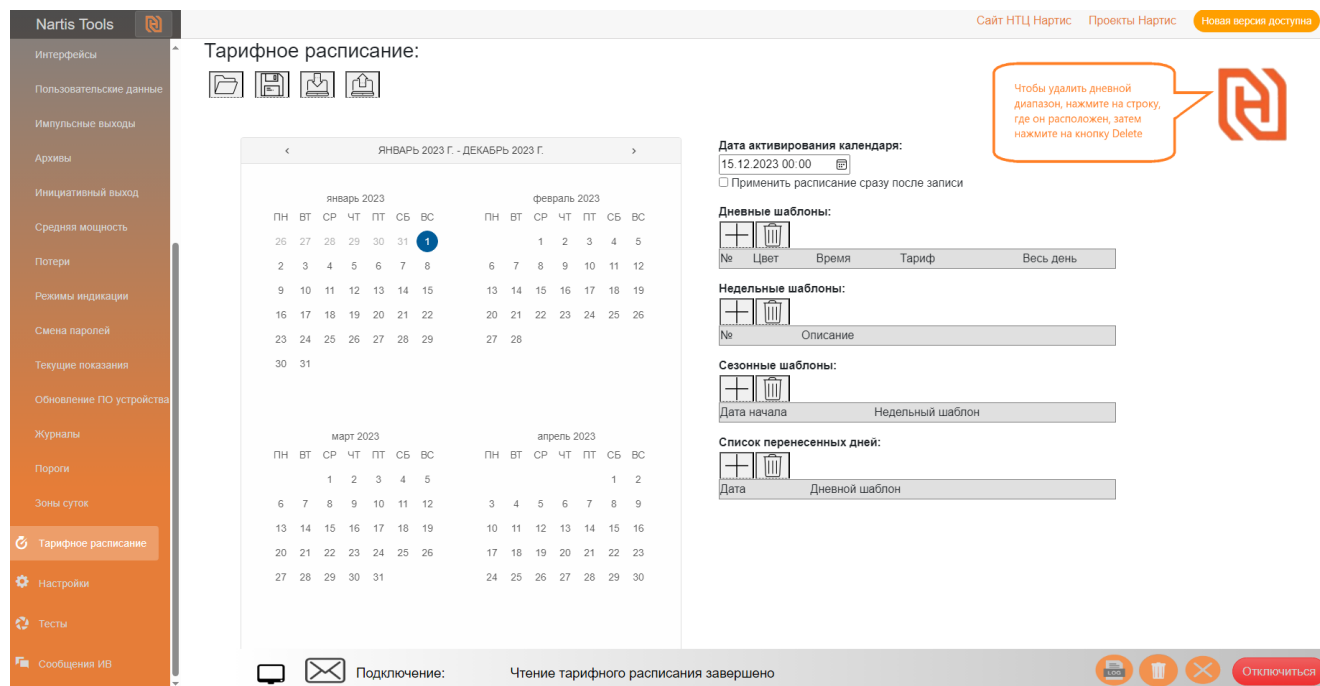 Nartis Tools
Сайт НТЦ Нартис Проекты Нартис Новая версия доступна
Интерфейсы
Пользовательские данные
Импульсные выходы
Архивы
Инициативный выход
Средняя мощность
Потери
Режимы индикации
Смена паролей
Текущие показания
Обновление ПО устройства
Журналы
Пороги
Зоны суток
Тарифное расписание
Настройки
Тесты
Сообщения ИВ
Тарифное расписание:
Чтобы удалить дневной
диапазон, нажмите на строку,
где он расположен, затем
нажмите на кнопку Delete
‹ ЯНВАРЬ 2023 Г. - ДЕКАБРЬ 2023 Г. ›
январь 2023
ПН ВТ СР ЧТ ПТ СБ ВС
26 27 28 29 30 31 1
2 3 4 5 6 7 8
9 10 11 12 13 14 15
16 17 18 19 20 21 22
23 24 25 26 27 28 29
30 31
февраль 2023
ПН ВТ СР ЧТ ПТ СБ ВС
1 2 3 4 5
6 7 8 9 10 11 12
13 14 15 16 17 18 19
20 21 22 23 24 25 26
27 28
март 2023
ПН ВТ СР ЧТ ПТ СБ ВС
1 2 3 4 5
6 7 8 9 10 11 12
13 14 15 16 17 18 19
20 21 22 23 24 25 26
27 28 29 30 31
апрель 2023
ПН ВТ СР ЧТ ПТ СБ ВС
1 2
3 4 5 6 7 8 9
10 11 12 13 14 15 16
17 18 19 20 21 22 23
24 25 26 27 28 29 30
Дата активирования календаря:
15.12.2023 00:00
Применить расписание сразу после записи
Дневные шаблоны:
№ Цвет Время Тариф Весь день
Недельные шаблоны:
№ Описание
Сезонные шаблоны:
Дата начала Недельный шаблон
Список перенесенных дней:
Дата Дневной шаблон
Подключение: Чтение тарифного расписания завершено
LOG
Отключиться